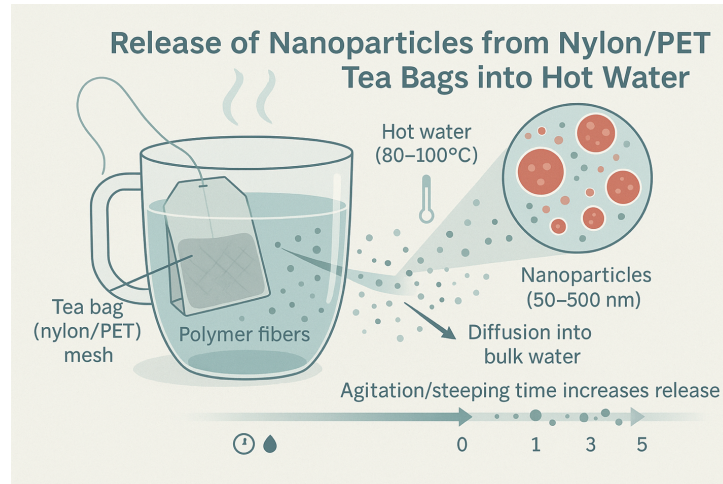 Release of Nanoparticles from Nylon/PET
Tea Bags into Hot Water
Hot water
(80–100°C)
Nanoparticles
(50–500 nm)
Tea bag
(nylon/PET)
mesh
Polymer fibers
Diffusion into
bulk water
Agitation/steeping time increases release
0 1 3 5